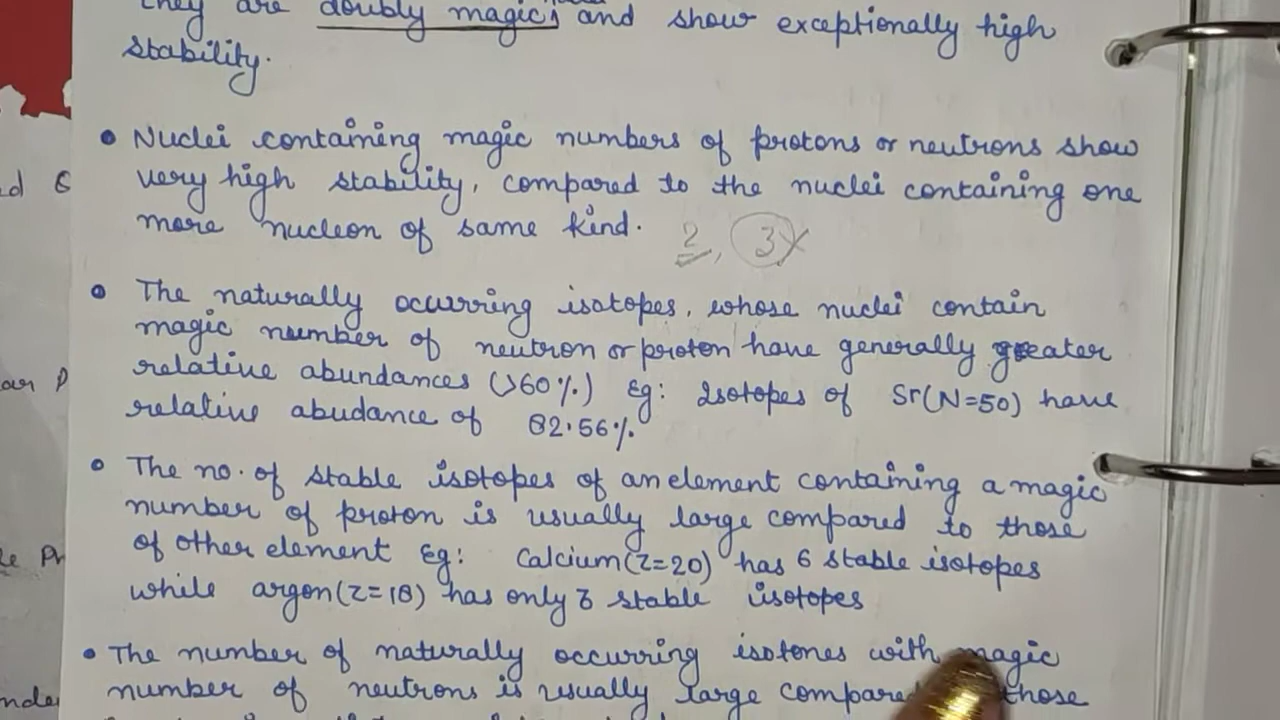 they are doubly magic, and show exceptionally high
stability.
• Nuclei containing magic numbers of protons or neutrons show
very high stability, compared to the nuclei containing one
more nucleon of same kind. 2, 3
• The naturally ocurring isotopes, whose nuclei contain
magic number of neutron or proton have generally greater
relative abundances (>60%) Eg: Isotopes of Sr(N=50) have
relative abudance of 82.56%.
• The no. of stable isotopes of an element containing a magic
number of proton is usually large compared to those
of other element Eg: Calcium(Z=20) has 6 stable isotopes
while argon(Z=18) has only 3 stable isotopes
• The number of naturally occurring isotones with magic
number of neutrons is usually large compared those